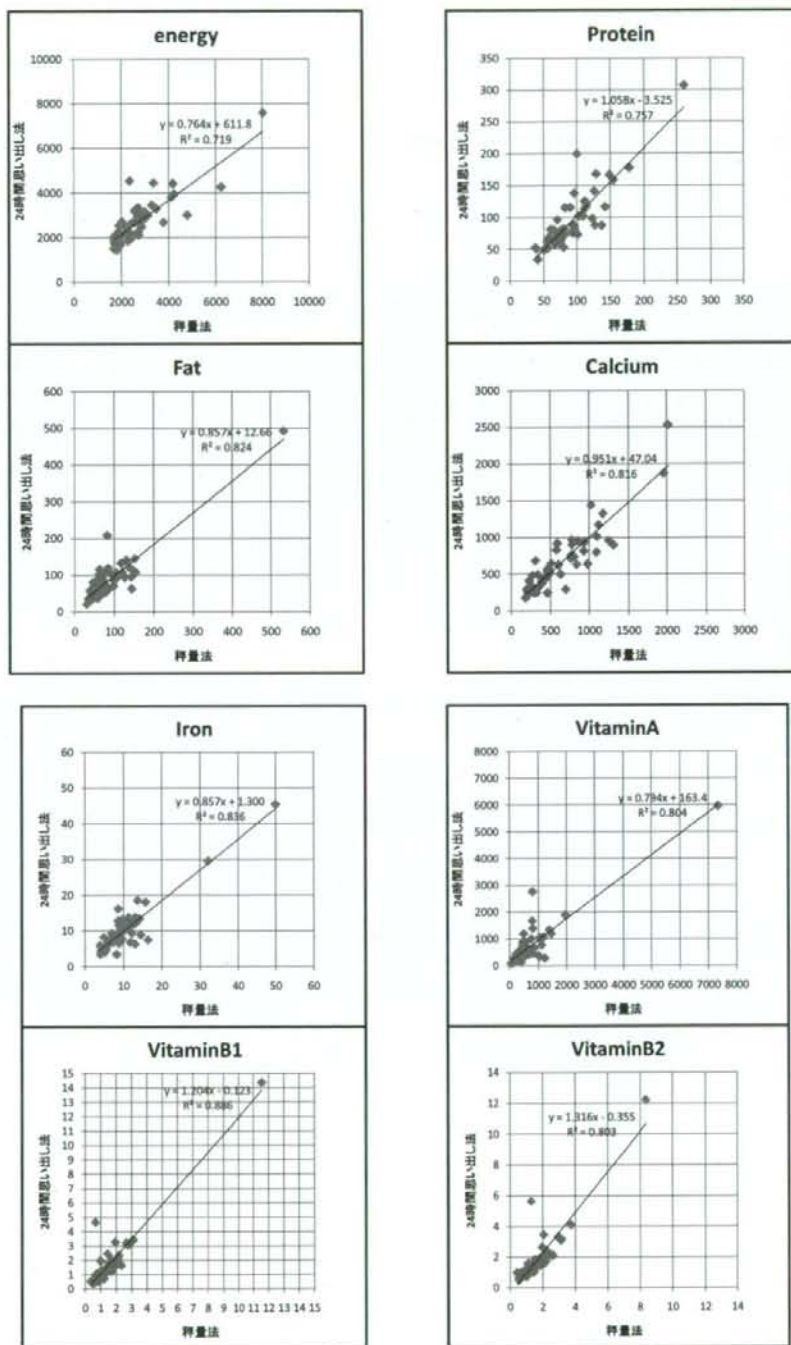 energy
10000
8000
6000
4000
2000
0
y = 0.764x + 611.8
R² = 0.719
24時間思い出し法
0 2000 4000 6000 8000 10000
秤量法
Protein
350
300
250
200
150
100
50
0
y = 1.058x - 3.525
R² = 0.757
24時間思い出し法
0 50 100 150 200 250 300 350
秤量法
Fat
600
500
400
300
200
100
0
y = 0.857x + 12.66
R² = 0.824
24時間思い出し法
0 100 200 300 400 500 600
秤量法
Calcium
3000
2500
2000
1500
1000
500
0
y = 0.951x + 47.04
R² = 0.816
24時間思い出し法
0 500 1000 1500 2000 2500 3000
秤量法
Iron
60
50
40
30
20
10
0
y = 0.857x + 1.300
R² = 0.836
24時間思い出し法
0 10 20 30 40 50 60
秤量法
VitaminA
8000
7000
6000
5000
4000
3000
2000
1000
0
y = 0.794x + 163.4
R² = 0.804
24時間思い出し法
0 1000 2000 3000 4000 5000 6000 7000 8000
秤量法
VitaminB1
15
14
13
12
11
10
9
8
7
6
5
4
3
2
1
0
y = 1.204x - 0.123
R² = 0.886
24時間思い出し法
0 1 2 3 4 5 6 7 8 9 10 11 12 13 14 15
秤量法
VitaminB2
14
12
10
8
6
4
2
0
y = 1.316x - 0.355
R² = 0.803
24時間思い出し法
0 2 4 6 8 10 12 14
秤量法